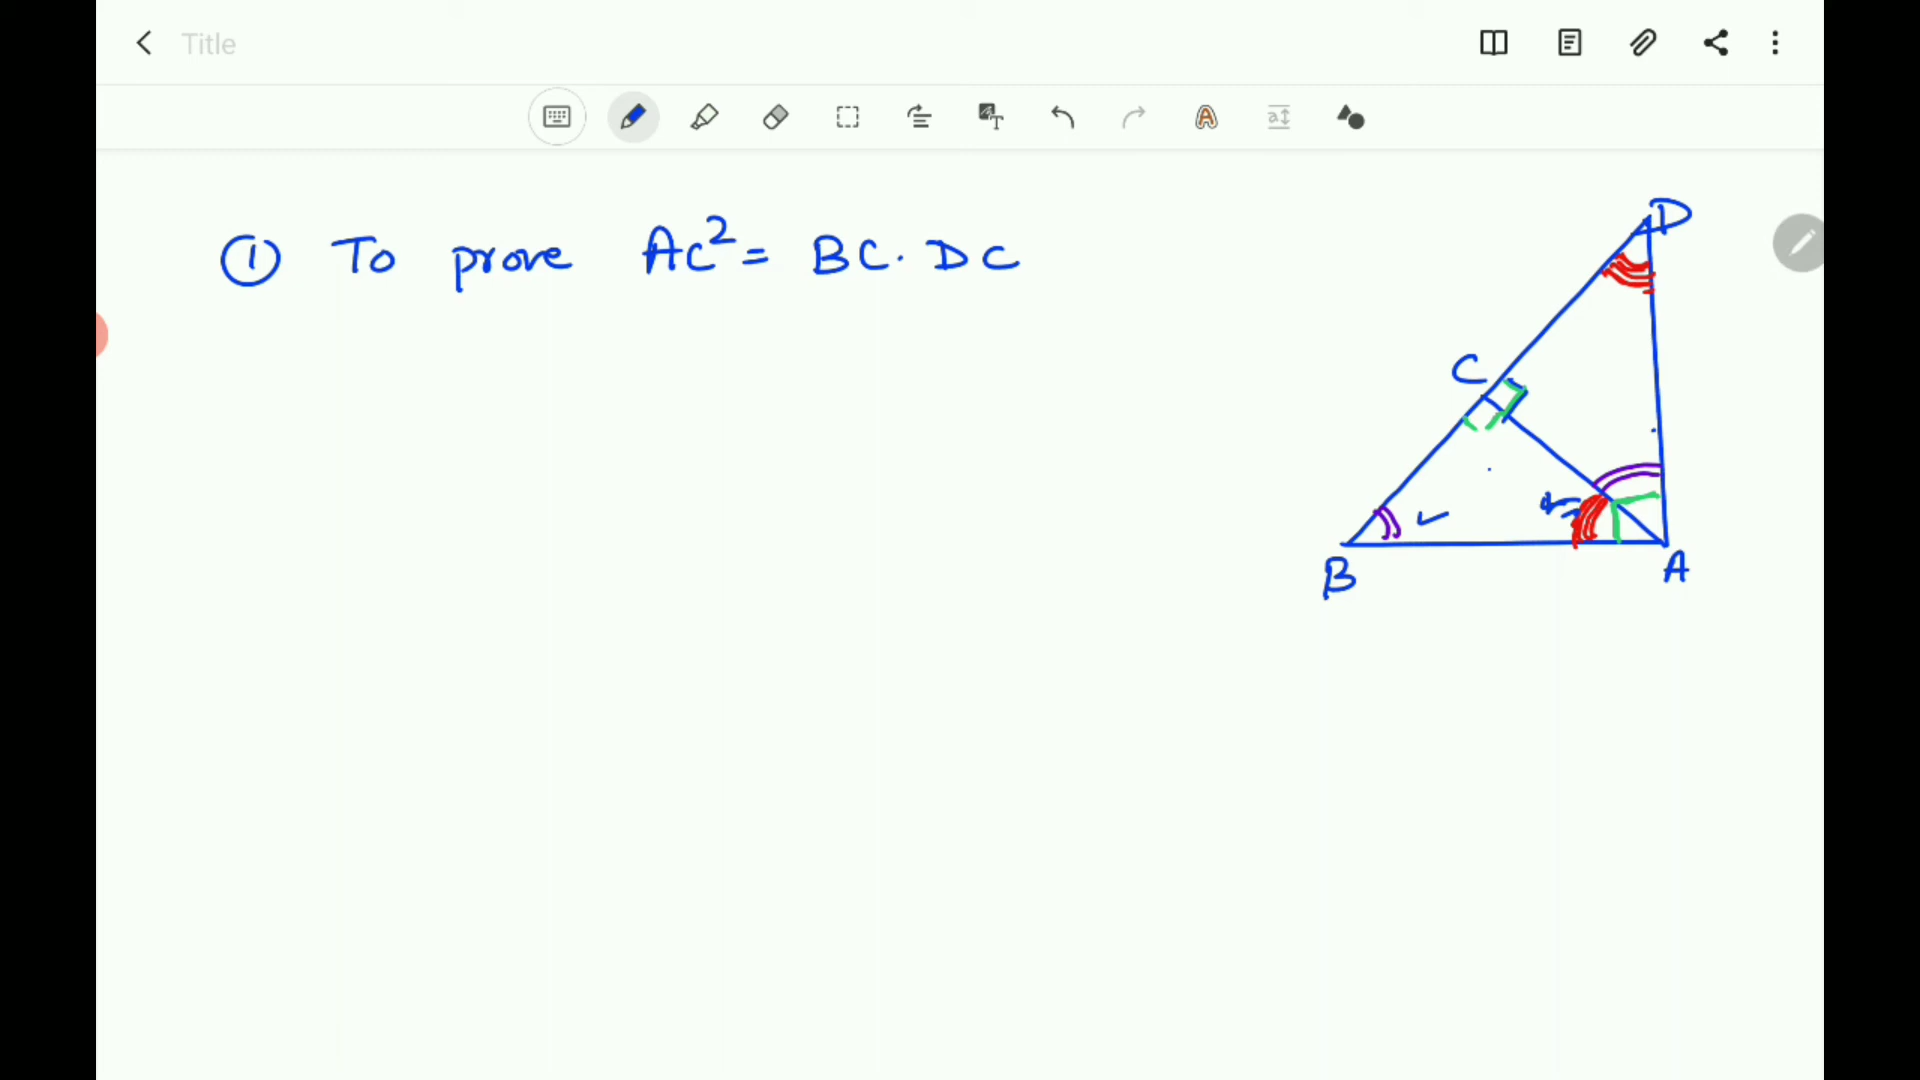 Title
① To prove AC² = BC. DC
D
C
B
A